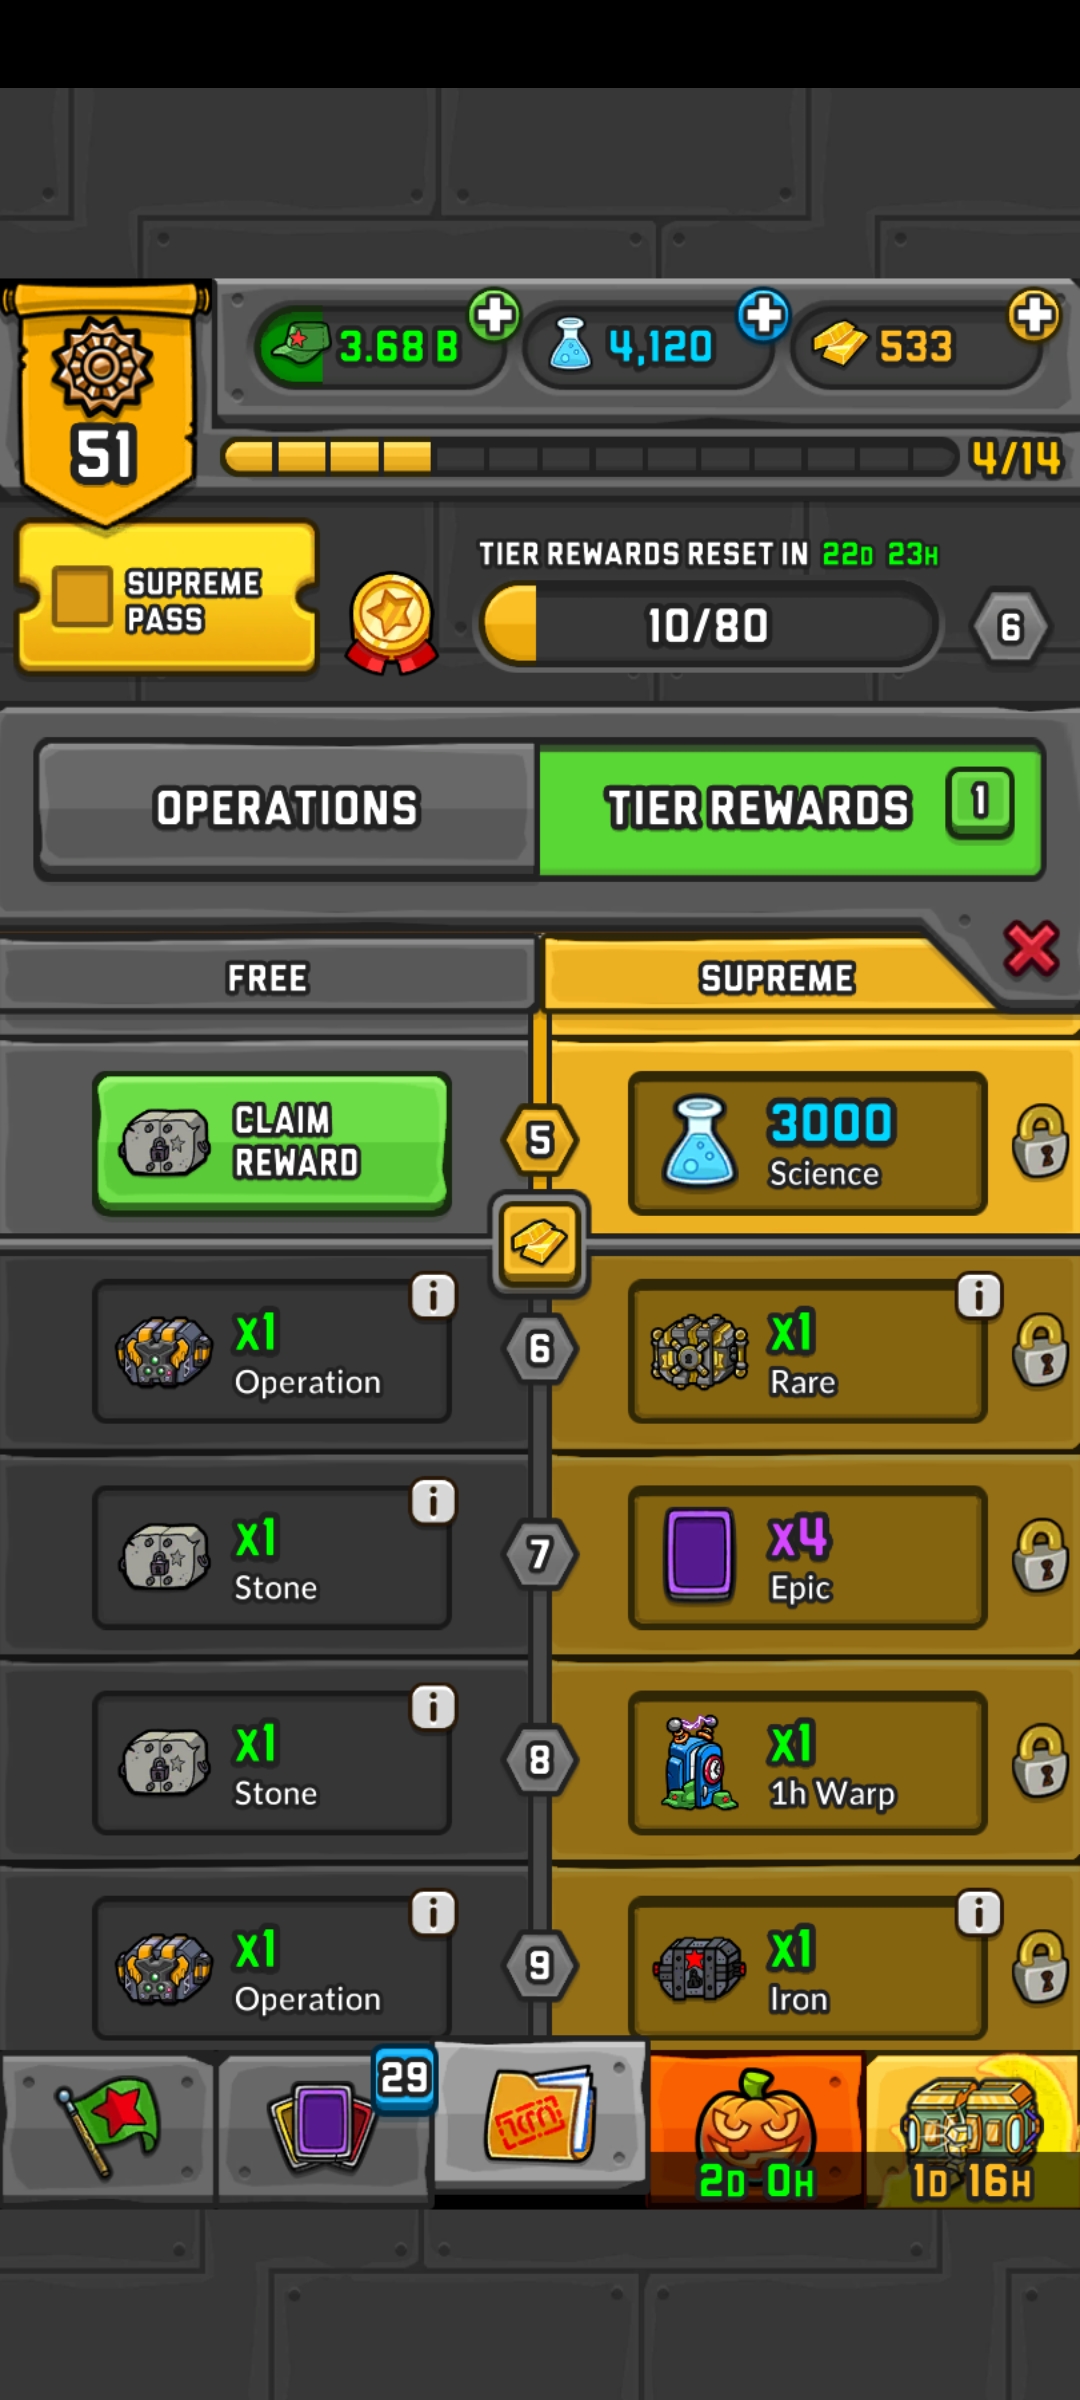 51
3.68 B
4,120
533
4/14
SUPREME
PASS
TIER REWARDS RESET IN 22D 23H
10/80
6
OPERATIONS
TIER REWARDS
1
FREE
SUPREME
CLAIM
REWARD
5
3000
Science
x1
Operation
6
x1
Rare
x1
Stone
7
x4
Epic
x1
Stone
8
x1
1h Warp
x1
Operation
9
x1
Iron
29
2D 0H
1D 16H